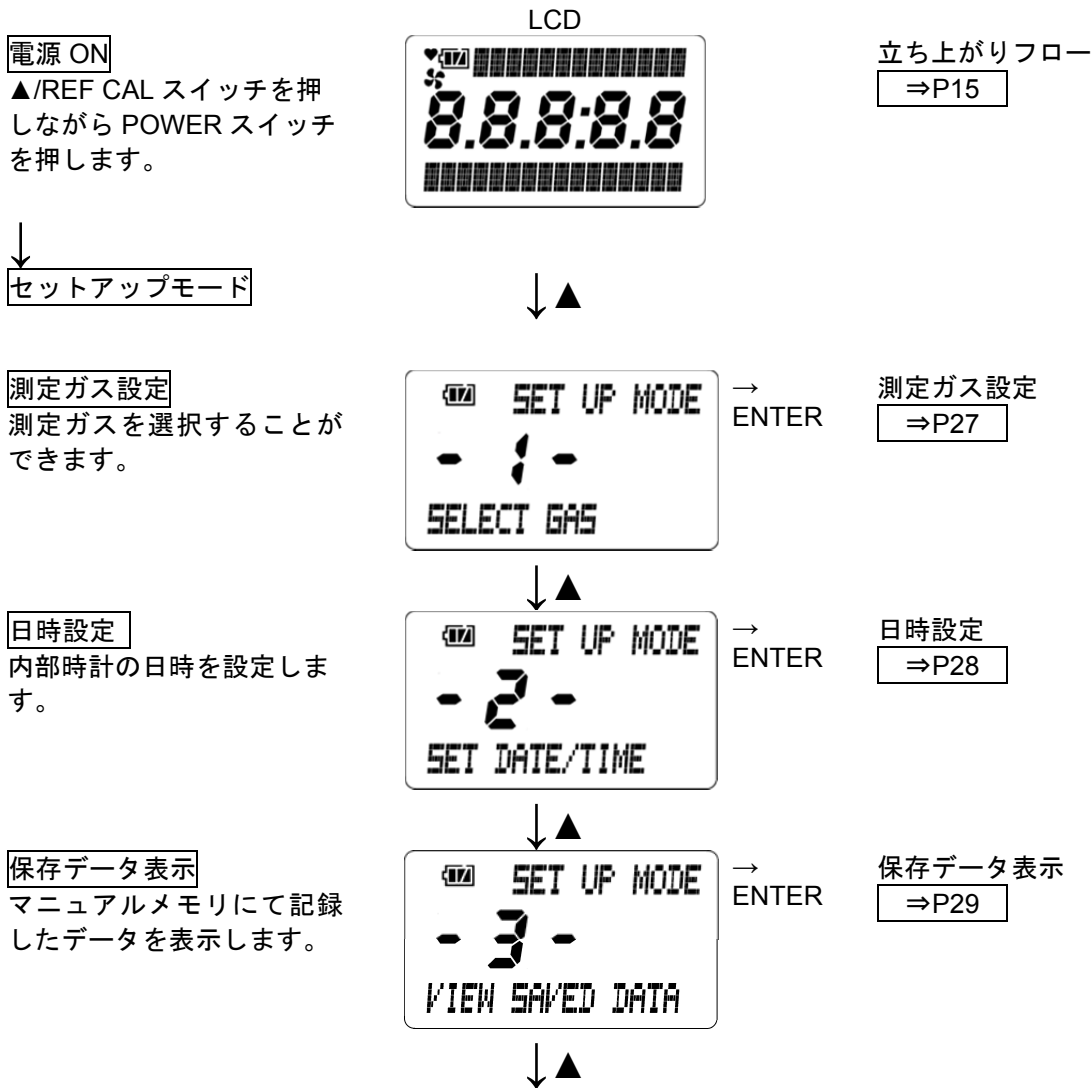 LCD
電源 ON
▲/REF CAL スイッチを押
しながら POWER スイッチ
を押します。
8.8.8:8.8
立ち上がりフロー
⇒P15
↓
セットアップモード
↓▲
測定ガス設定
測定ガスを選択することが
できます。
SET UP MODE
- 1 -
SELECT GAS
→
ENTER
測定ガス設定
⇒P27
↓▲
日時設定
内部時計の日時を設定しま
す。
SET UP MODE
- 2 -
SET DATE/TIME
→
ENTER
日時設定
⇒P28
↓▲
保存データ表示
マニュアルメモリにて記録
したデータを表示します。
SET UP MODE
- 3 -
VIEW SAVED DATA
→
ENTER
保存データ表示
⇒P29
↓▲